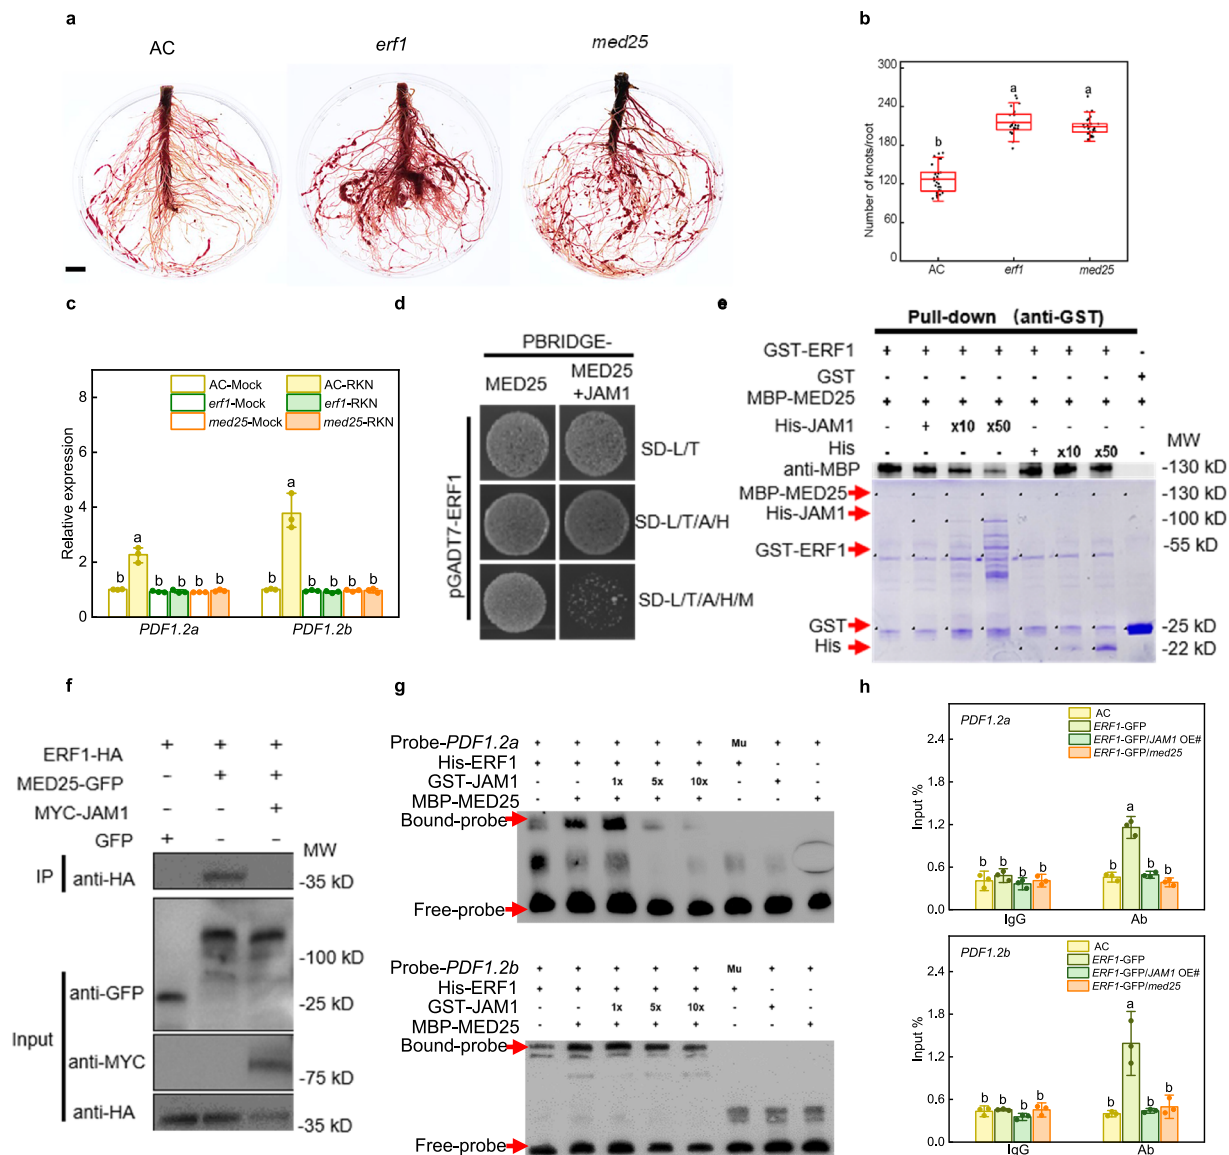 a
AC
erf1
med25
b
Number of knots/root
300
240
180
120
60
0
b
a
a
AC
erf1
med25
c
Relative expression
8
6
4
2
0
AC-Mock
AC-RKN
erf1-Mock
erf1-RKN
med25-Mock
med25-RKN
b a b b b b
b a b b b b
PDF1.2a
PDF1.2b
d
PBRIDGE-
MED25
MED25
+JAM1
pGADT7-ERF1
SD-L/T
SD-L/T/A/H
SD-L/T/A/H/M
e
Pull-down (anti-GST)
GST-ERF1 + + + + + + + -
GST - - - - - - - +
MBP-MED25 + + + + + + + +
His-JAM1 - + x10 x50 - - - -
His - - - - + x10 x50 -
MW
anti-MBP
-130 kD
MBP-MED25
-130 kD
His-JAM1
-100 kD
GST-ERF1
-55 kD
GST
-25 kD
His
-22 kD
f
ERF1-HA + + +
MED25-GFP - + +
MYC-JAM1 - - +
GFP + - -
MW
IP
anti-HA
-35 kD
Input
anti-GFP
-100 kD
-25 kD
anti-MYC
-75 kD
anti-HA
-35 kD
g
Probe-PDF1.2a + + + + + Mu + +
His-ERF1 + + + + + + - -
GST-JAM1 - - 1x 5x 10x - + -
MBP-MED25 - + + + + - - +
Bound-probe
Free-probe
Probe-PDF1.2b + + + + + Mu + +
His-ERF1 + + + + + + - -
GST-JAM1 - - 1x 5x 10x - + -
MBP-MED25 - + + + + - - +
Bound-probe
Free-probe
h
PDF1.2a
AC
ERF1-GFP
ERF1-GFP/JAM1 OE#
ERF1-GFP/med25
Input %
2.4
1.8
1.2
0.6
0.0
b b b b
b a b b
IgG
Ab
PDF1.2b
AC
ERF1-GFP
ERF1-GFP/JAM1 OE#
ERF1-GFP/med25
Input %
2.4
1.8
1.2
0.6
0.0
b b b b
b a b b
IgG
Ab